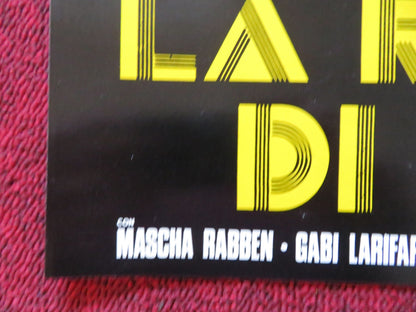 LA
DI
CON
MASCHA RABBEN · GABI